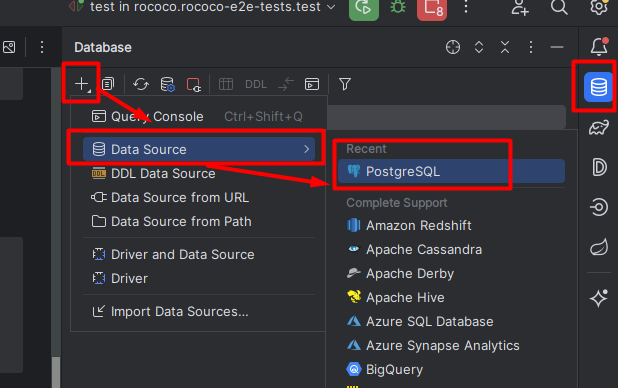 test in rococo.rococo-e2e-tests.test
8
Database
DDL
Query Console Ctrl+Shift+Q
Data Source
Recent
PostgreSQL
DDL Data Source
Data Source from URL
Data Source from Path
Driver and Data Source
Driver
Import Data Sources...
Complete Support
Amazon Redshift
Apache Cassandra
Apache Derby
Apache Hive
Azure SQL Database
Azure Synapse Analytics
BigQuery